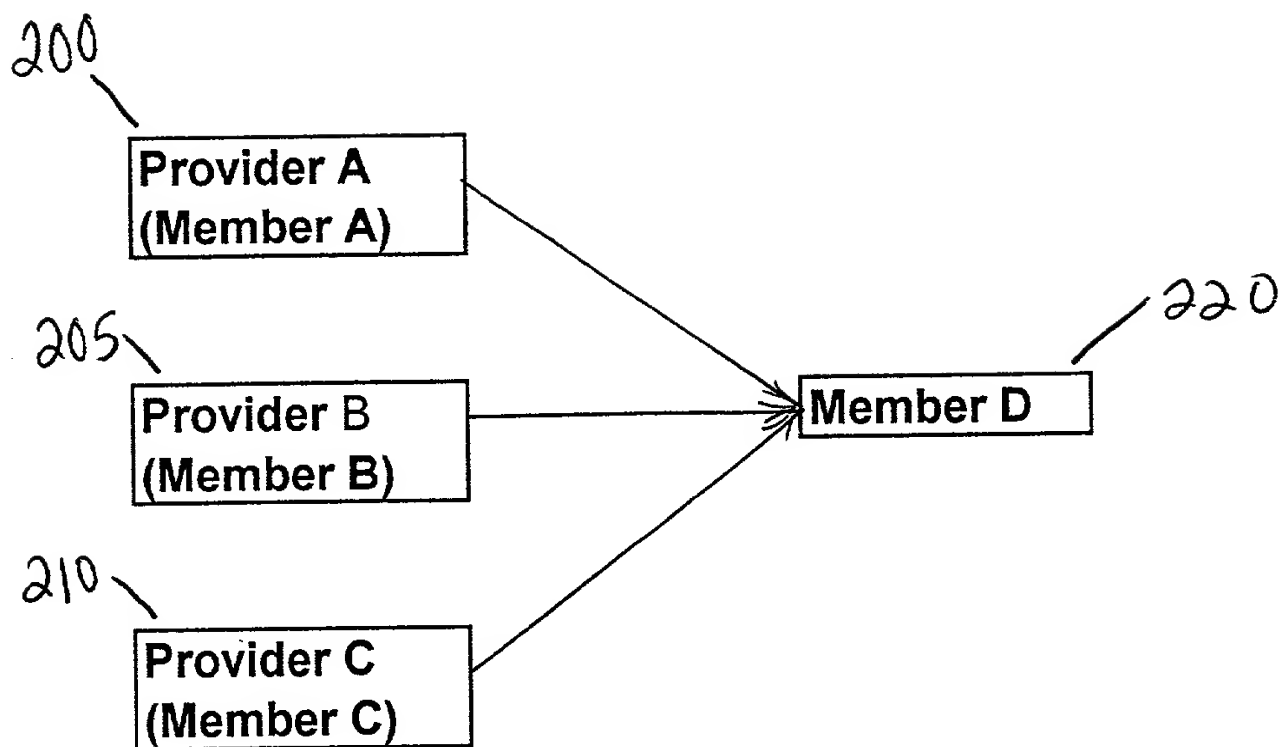 200
Provider A
(Member A)
205
Provider B
(Member B)
220
Member D
210
Provider C
(Member C)